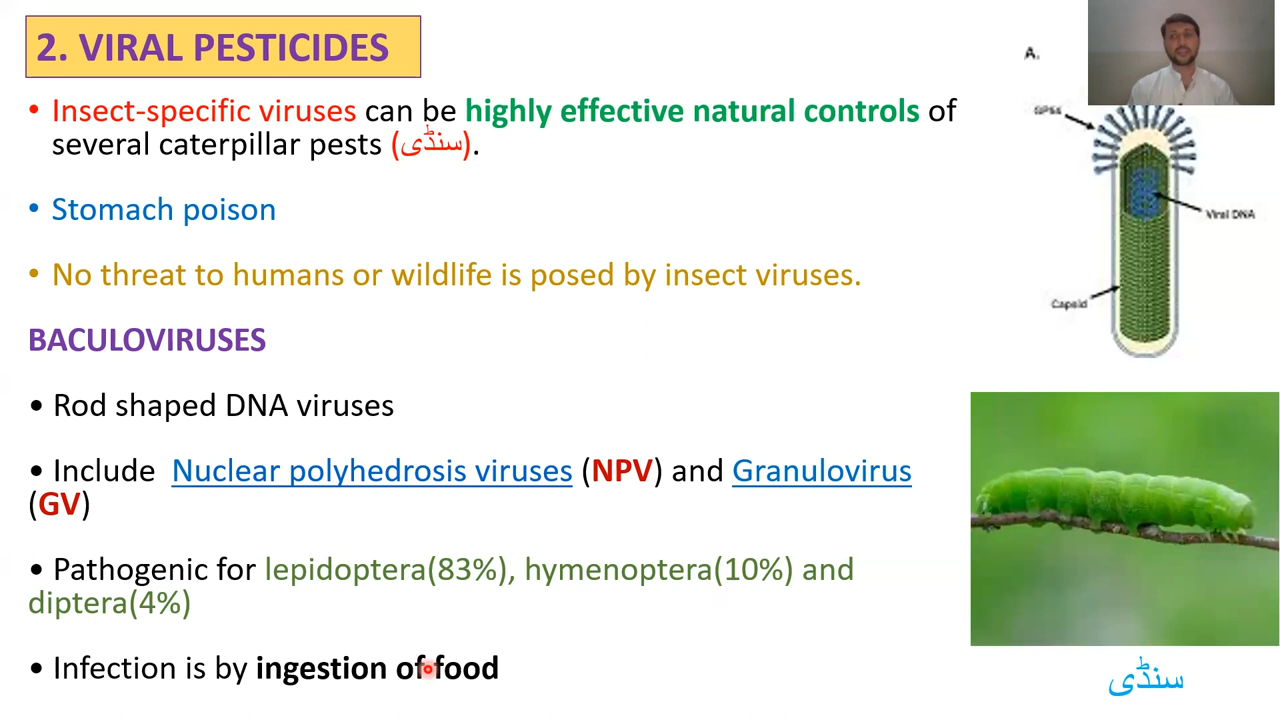 2. VIRAL PESTICIDES
• Insect-specific viruses can be highly effective natural controls of
several caterpillar pests (سنڈی).
• Stomach poison
• No threat to humans or wildlife is posed by insect viruses.
BACULOVIRUSES
• Rod shaped DNA viruses
• Include Nuclear polyhedrosis viruses (NPV) and Granulovirus
(GV)
• Pathogenic for lepidoptera(83%), hymenoptera(10%) and
diptera(4%)
• Infection is by ingestion of food
A.
Viral DNA
Capsid
سنڈی